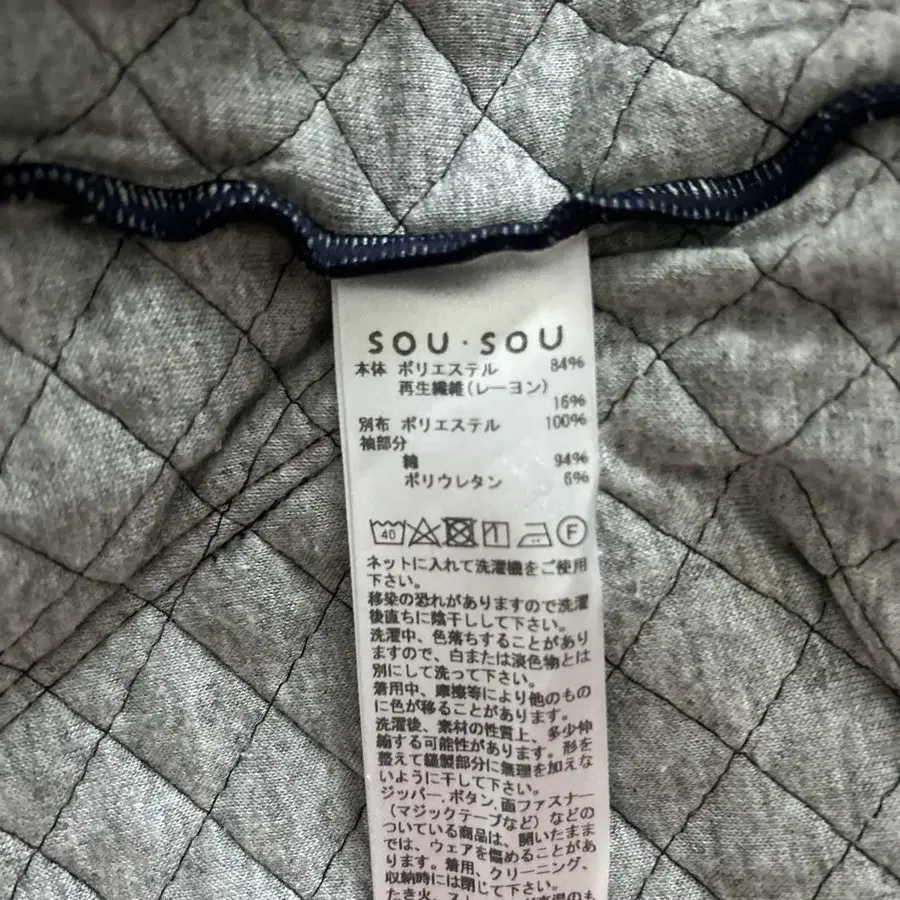 SOU・SOU
本体 ポリエステル 84%
再生繊維(レーヨン)
16%
別布 ポリエステル 100%
袖部分
綿 94%
ポリウレタン 6%
40 F
ネットに入れて洗濯機をご使用
下さい。
移染の恐れがありますので洗濯
後直ちに陰干しして下さい。
洗濯中、色落ちすることがあり
ますので、白または淡色物とは
別にして洗って下さい。
着用中、摩擦等により他のもの
に色が移ることがあります。
洗濯後、素材の性質上、多少伸
縮する可能性があります。形を
整えて縫製部分に無理を加えな
いように干して下さい。
ジッパー、ボタン、面ファスナー
(マジックテープなど)などの
ついている商品は、開いたまま
では、ウェアを傷めることがあ
ります。着用、クリーニング、
収納時には閉じて下さい。
たき火、スト